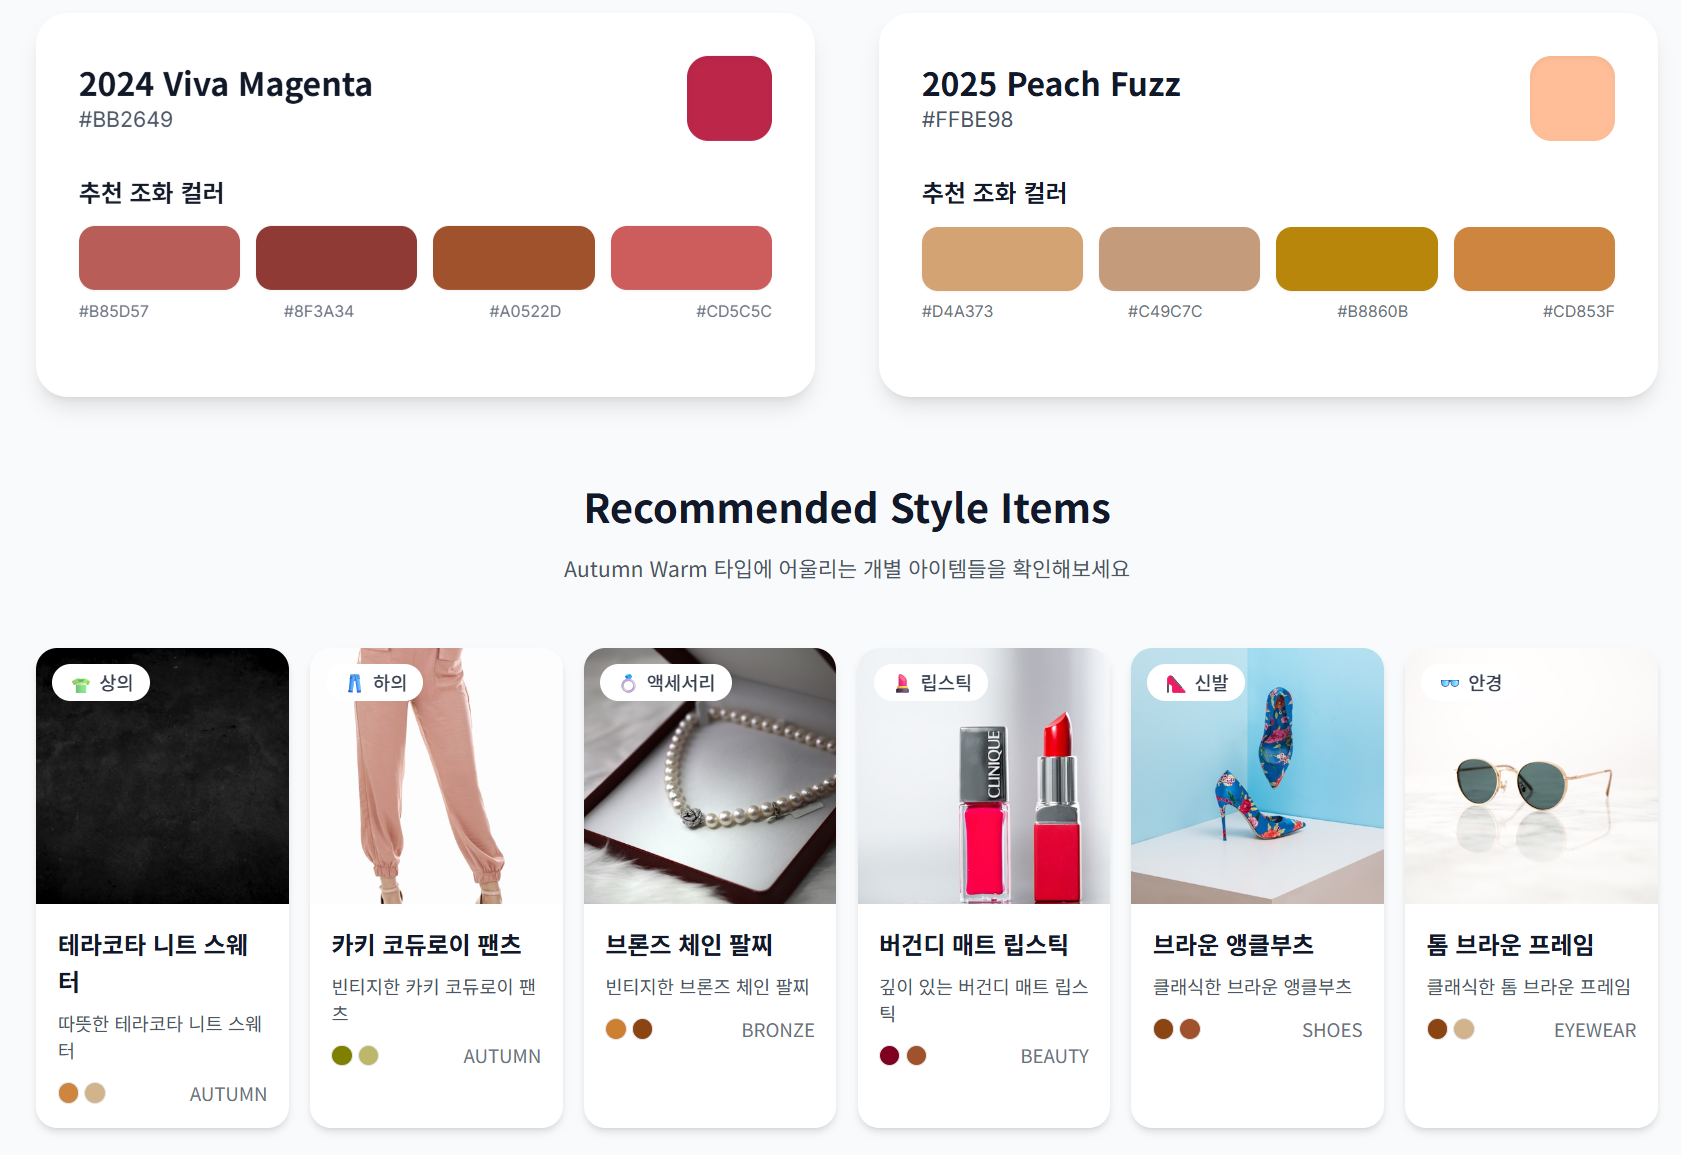 2024 Viva Magenta
#BB2649
추천 조화 컬러
#B85D57
#8F3A34
#A0522D
#CD5C5C
2025 Peach Fuzz
#FFBE98
추천 조화 컬러
#D4A373
#C49C7C
#B8860B
#CD853F
Recommended Style Items
Autumn Warm 타입에 어울리는 개별 아이템들을 확인해보세요
상의
테라코타 니트 스웨
터
따뜻한 테라코타 니트 스웨
터
AUTUMN
하의
카키 코듀로이 팬츠
빈티지한 카키 코듀로이 팬
츠
AUTUMN
액세서리
브론즈 체인 팔찌
빈티지한 브론즈 체인 팔찌
BRONZE
립스틱
CLINIQUE
버건디 매트 립스틱
깊이 있는 버건디 매트 립스
틱
BEAUTY
신발
브라운 앵클부츠
클래식한 브라운 앵클부츠
SHOES
안경
톰 브라운 프레임
클래식한 톰 브라운 프레임
EYEWEAR